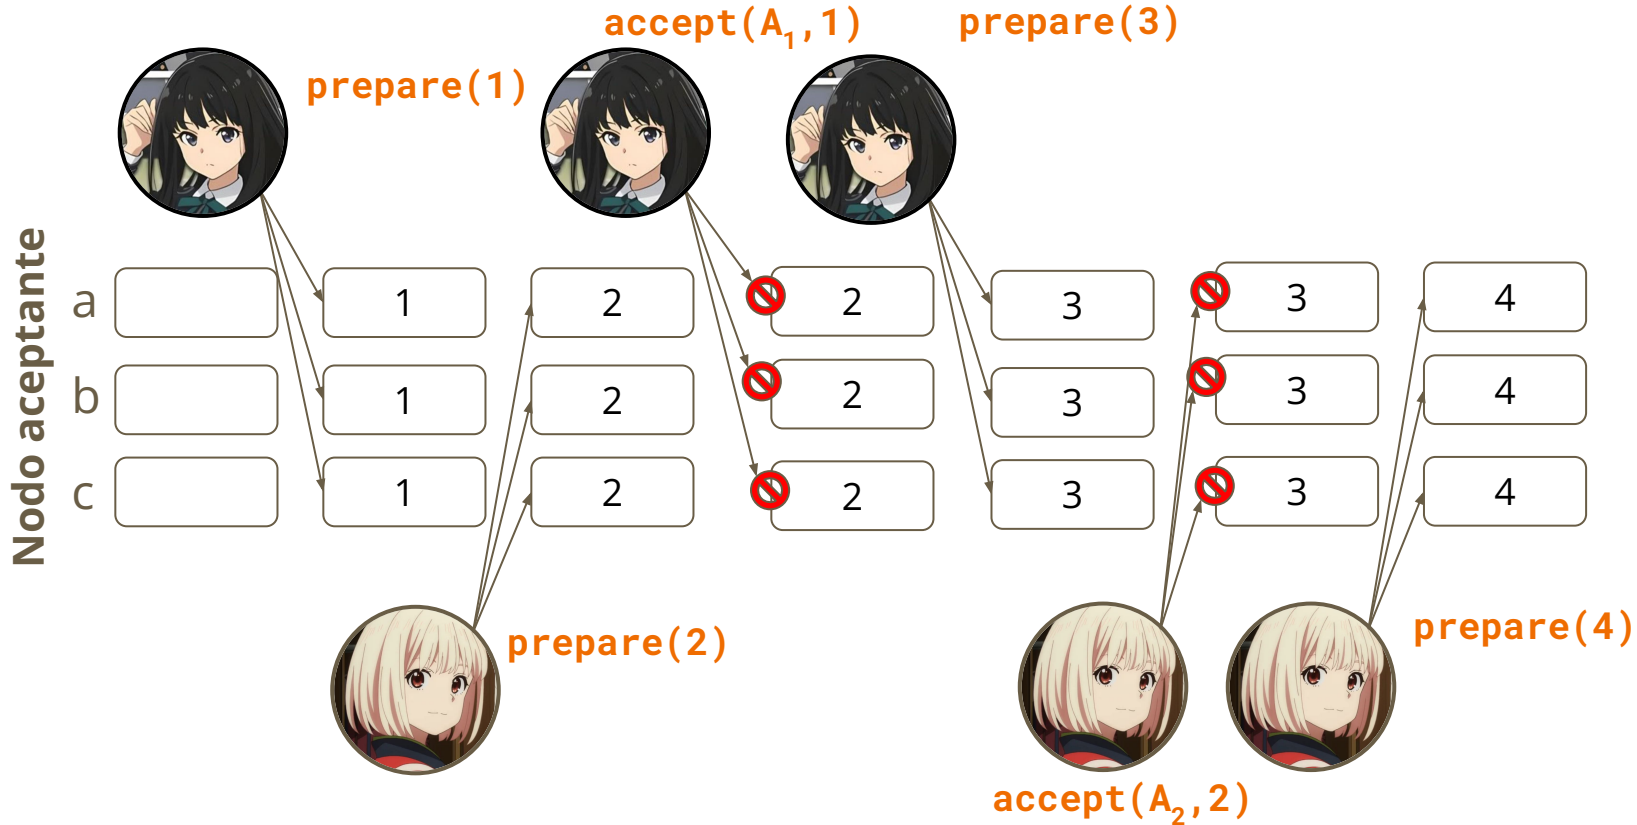 accept(A1,1)
prepare(3)
prepare(1)
Nodo aceptante
a 1 2 2 3 3 4
b 1 2 2 3 3 4
c 1 2 2 3 3 4
prepare(2)
prepare(4)
accept(A2,2)